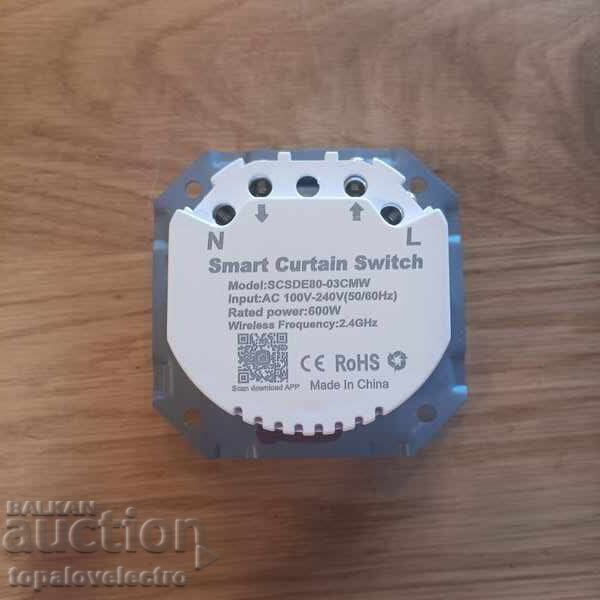 N L
Smart Curtain Switch
Model:SCSDE80-03CMW
Input:AC 100V-240V(50/60Hz)
Rated power:600W
Wireless Frequency:2.4GHz
CE RoHS
Scan download APP
Made In China
BALKAN
auction
topalovelectro